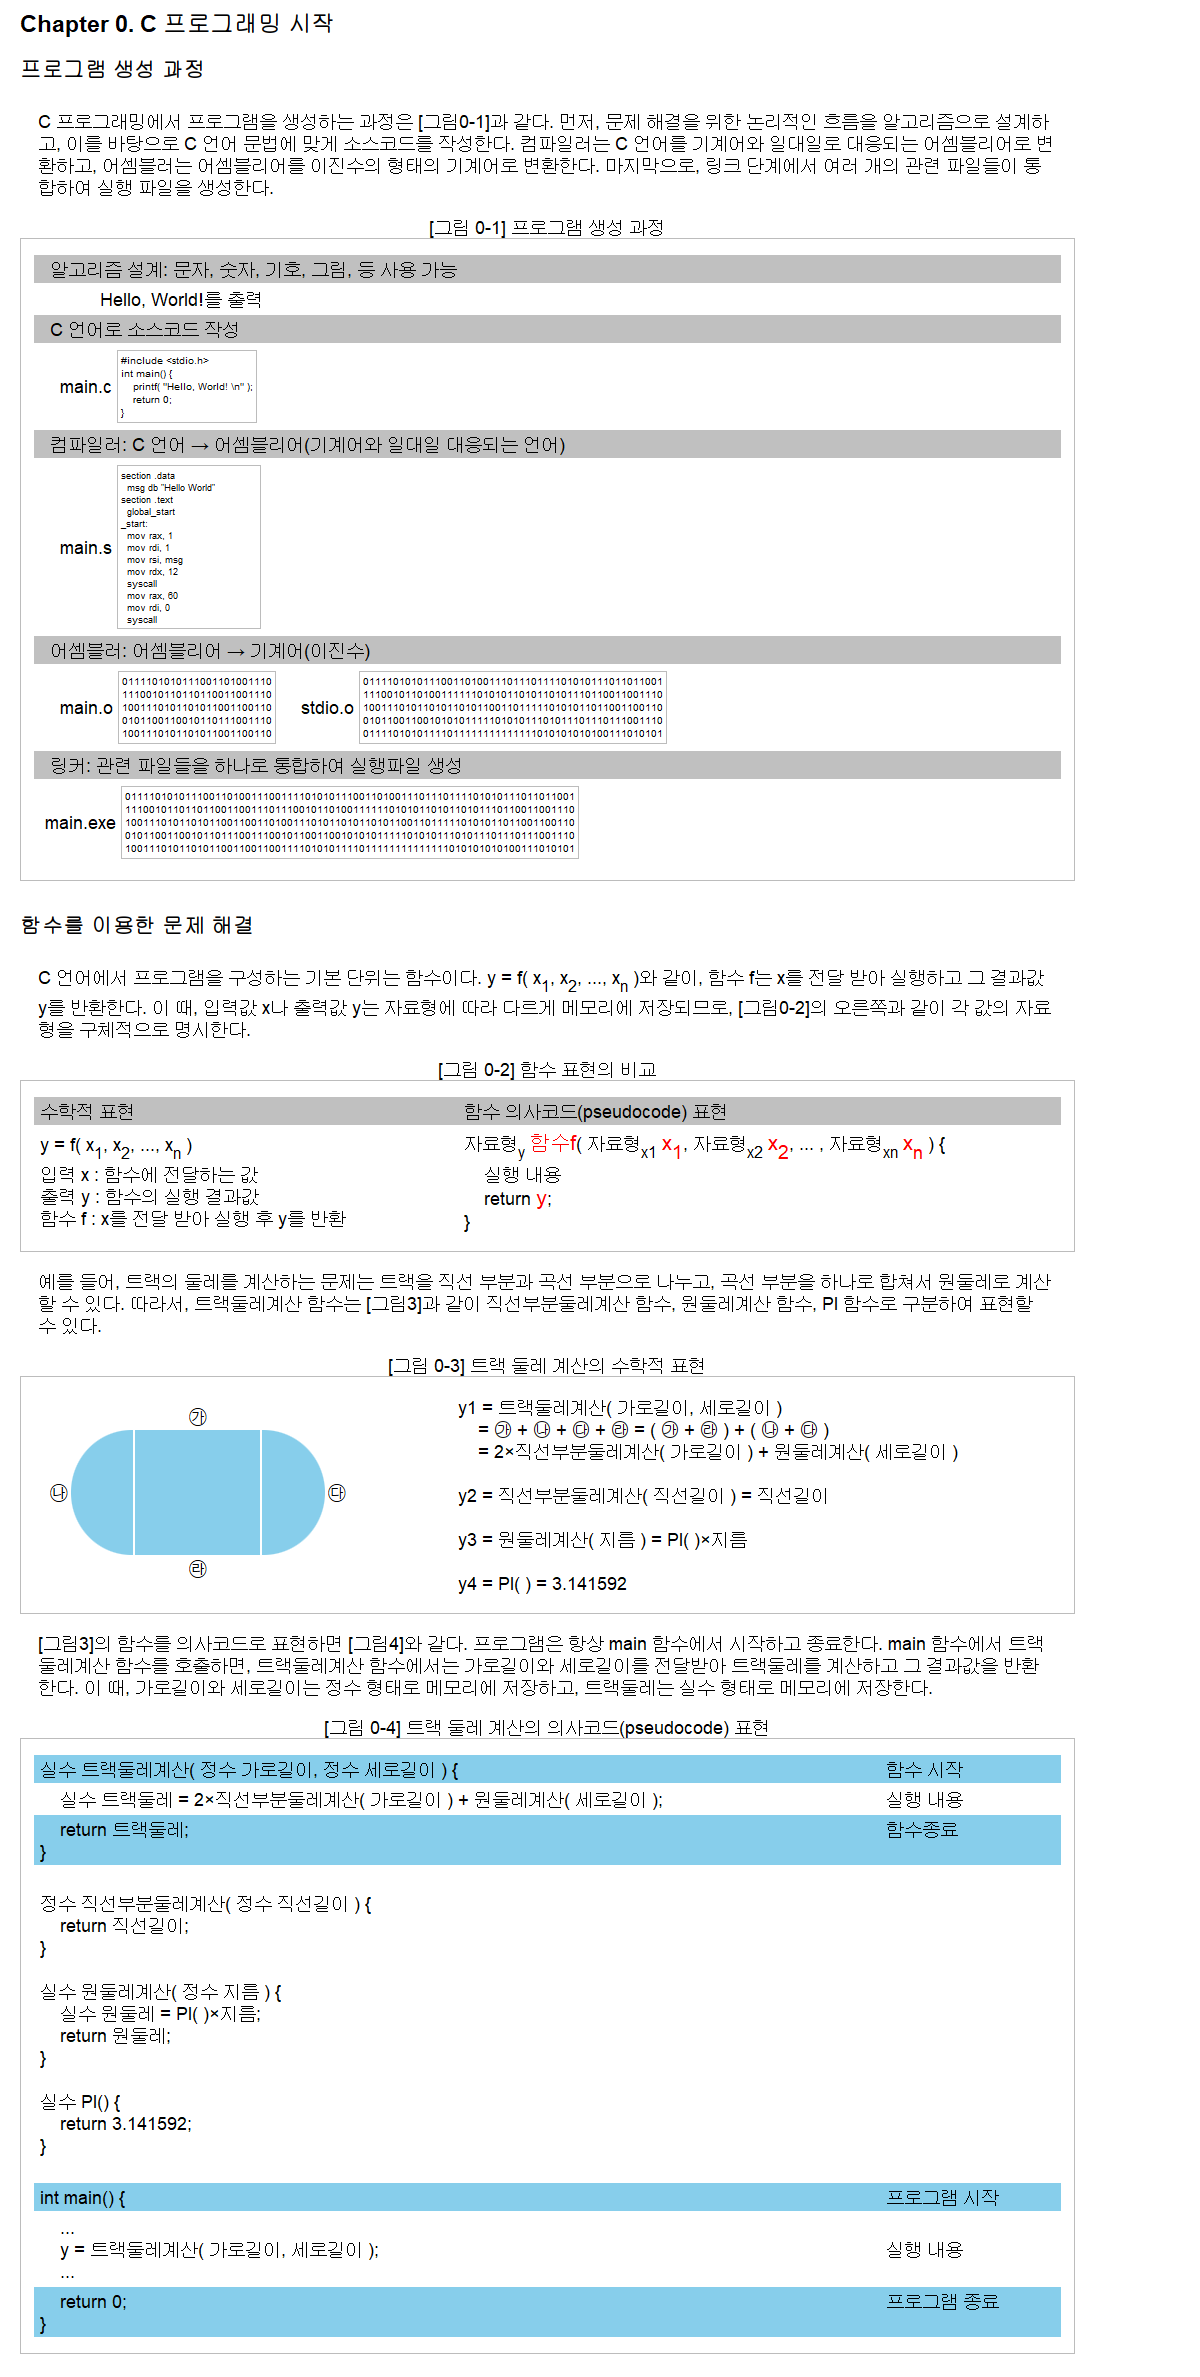 Chapter 0. C 프로그래밍 시작
프로그램 생성 과정
C 프로그래밍에서 프로그램을 생성하는 과정은 [그림0-1]과 같다. 먼저, 문제 해결을 위한 논리적인 흐름을 알고리즘으로 설계하
고, 이를 바탕으로 C 언어 문법에 맞게 소스코드를 작성한다. 컴파일러는 C 언어를 기계어와 일대일로 대응되는 어셈블리어로 변
환하고, 어셈블러는 어셈블리어를 이진수의 형태의 기계어로 변환한다. 마지막으로, 링크 단계에서 여러 개의 관련 파일들이 통
합하여 실행 파일을 생성한다.
[그림 0-1] 프로그램 생성 과정
알고리즘 설계: 문자, 숫자, 기호, 그림, 등 사용 가능
Hello, World!를 출력
C 언어로 소스코드 작성
main.c
#include <stdio.h>
int main() {
printf( "Hello, World! \n" );
return 0;
}
컴파일러: C 언어 → 어셈블리어(기계어와 일대일 대응되는 언어)
main.s
section .data
msg db "Hello World"
section .text
global_start
_start:
mov rax, 1
mov rdi, 1
mov rsi, msg
mov rdx, 12
syscall
mov rax, 60
mov rdi, 0
syscall
어셈블러: 어셈블리어 → 기계어(이진수)
main.o
stdio.o
링커: 관련 파일들을 하나로 통합하여 실행파일 생성
main.exe
함수를 이용한 문제 해결
C 언어에서 프로그램을 구성하는 기본 단위는 함수이다. y = f( x1, x2, ..., xn )와 같이, 함수 f는 x를 전달 받아 실행하고 그 결과값
y를 반환한다. 이 때, 입력값 x나 출력값 y는 자료형에 따라 다르게 메모리에 저장되므로, [그림0-2]의 오른쪽과 같이 각 값의 자료
형을 구체적으로 명시한다.
[그림 0-2] 함수 표현의 비교
수학적 표현 함수 의사코드(pseudocode) 표현
y = f( x1, x2, ..., xn )
입력 x : 함수에 전달하는 값
출력 y : 함수의 실행 결과값
함수 f : x를 전달 받아 실행 후 y를 반환
자료형y 함수f( 자료형x1 x1, 자료형x2 x2, ... , 자료형xn xn ) {
실행 내용
return y;
}
예를 들어, 트랙의 둘레를 계산하는 문제는 트랙을 직선 부분과 곡선 부분으로 나누고, 곡선 부분을 하나로 합쳐서 원둘레로 계산
할 수 있다. 따라서, 트랙둘레계산 함수는 [그림3]과 같이 직선부분둘레계산 함수, 원둘레계산 함수, PI 함수로 구분하여 표현할
수 있다.
[그림 0-3] 트랙 둘레 계산의 수학적 표현
㉮
㉯
㉰
㉱
y1 = 트랙둘레계산( 가로길이, 세로길이 )
= ㉮ + ㉯ + ㉰ + ㉱ = ( ㉮ + ㉱ ) + ( ㉯ + ㉰ )
= 2×직선부분둘레계산( 가로길이 ) + 원둘레계산( 세로길이 )
y2 = 직선부분둘레계산( 직선길이 ) = 직선길이
y3 = 원둘레계산( 지름 ) = PI( )×지름
y4 = PI( ) = 3.141592
[그림3]의 함수를 의사코드로 표현하면 [그림4]와 같다. 프로그램은 항상 main 함수에서 시작하고 종료한다. main 함수에서 트랙
둘레계산 함수를 호출하면, 트랙둘레계산 함수에서는 가로길이와 세로길이를 전달받아 트랙둘레를 계산하고 그 결과값을 반환
한다. 이 때, 가로길이와 세로길이는 정수 형태로 메모리에 저장하고, 트랙둘레는 실수 형태로 메모리에 저장한다.
[그림 0-4] 트랙 둘레 계산의 의사코드(pseudocode) 표현
실수 트랙둘레계산( 정수 가로길이, 정수 세로길이 ) { 함수 시작
실수 트랙둘레 = 2×직선부분둘레계산( 가로길이 ) + 원둘레계산( 세로길이 ); 실행 내용
return 트랙둘레; 함수종료
}
정수 직선부분둘레계산( 정수 직선길이 ) {
return 직선길이;
}
실수 원둘레계산( 정수 지름 ) {
실수 원둘레 = PI( )×지름;
return 원둘레;
}
실수 PI() {
return 3.141592;
}
int main() { 프로그램 시작
...
y = 트랙둘레계산( 가로길이, 세로길이 ); 실행 내용
...
return 0; 프로그램 종료
}